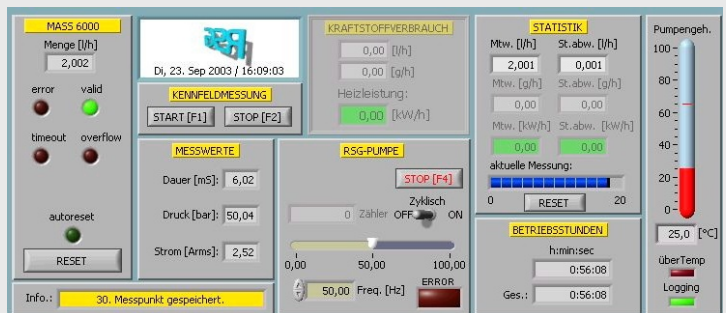 MASS 6000
Menge [l/h]
2,002
error valid
timeout overflow
autoreset
RESET
Di, 23. Sep 2003 / 16:09:03
KENNFELDMESSUNG
START [F1] STOP [F2]
MESSWERTE
Dauer [mS]: 6,02
Druck [bar]: 50,04
Strom [Arms]: 2,52
KRAFTSTOFFVERBRAUCH
0,00 [l/h]
0,00 [g/h]
Heizleistung:
0,00 [kW/h]
RSG-PUMPE
STOP [F4]
Zyklisch
0 Zähler OFF ON
0,00 50,00 100,00
50,00 Freq. [Hz]
ERROR
STATISTIK
Mtw. [l/h] St.abw. [l/h]
2,001 0,001
Mtw. [g/h] St.abw. [g/h]
0,00 0,00
Mtw. [kW/h] St.abw. [kW/h]
0,00 0,00
aktuelle Messung:
0 20
RESET
BETRIEBSSTUNDEN
h:min:sec
0:56:08
Ges.: 0:56:08
Pumpengeh.
100
80
60
40
20
0
25,0 [°C]
überTemp
Logging
Info.: 30. Messpunkt gespeichert.